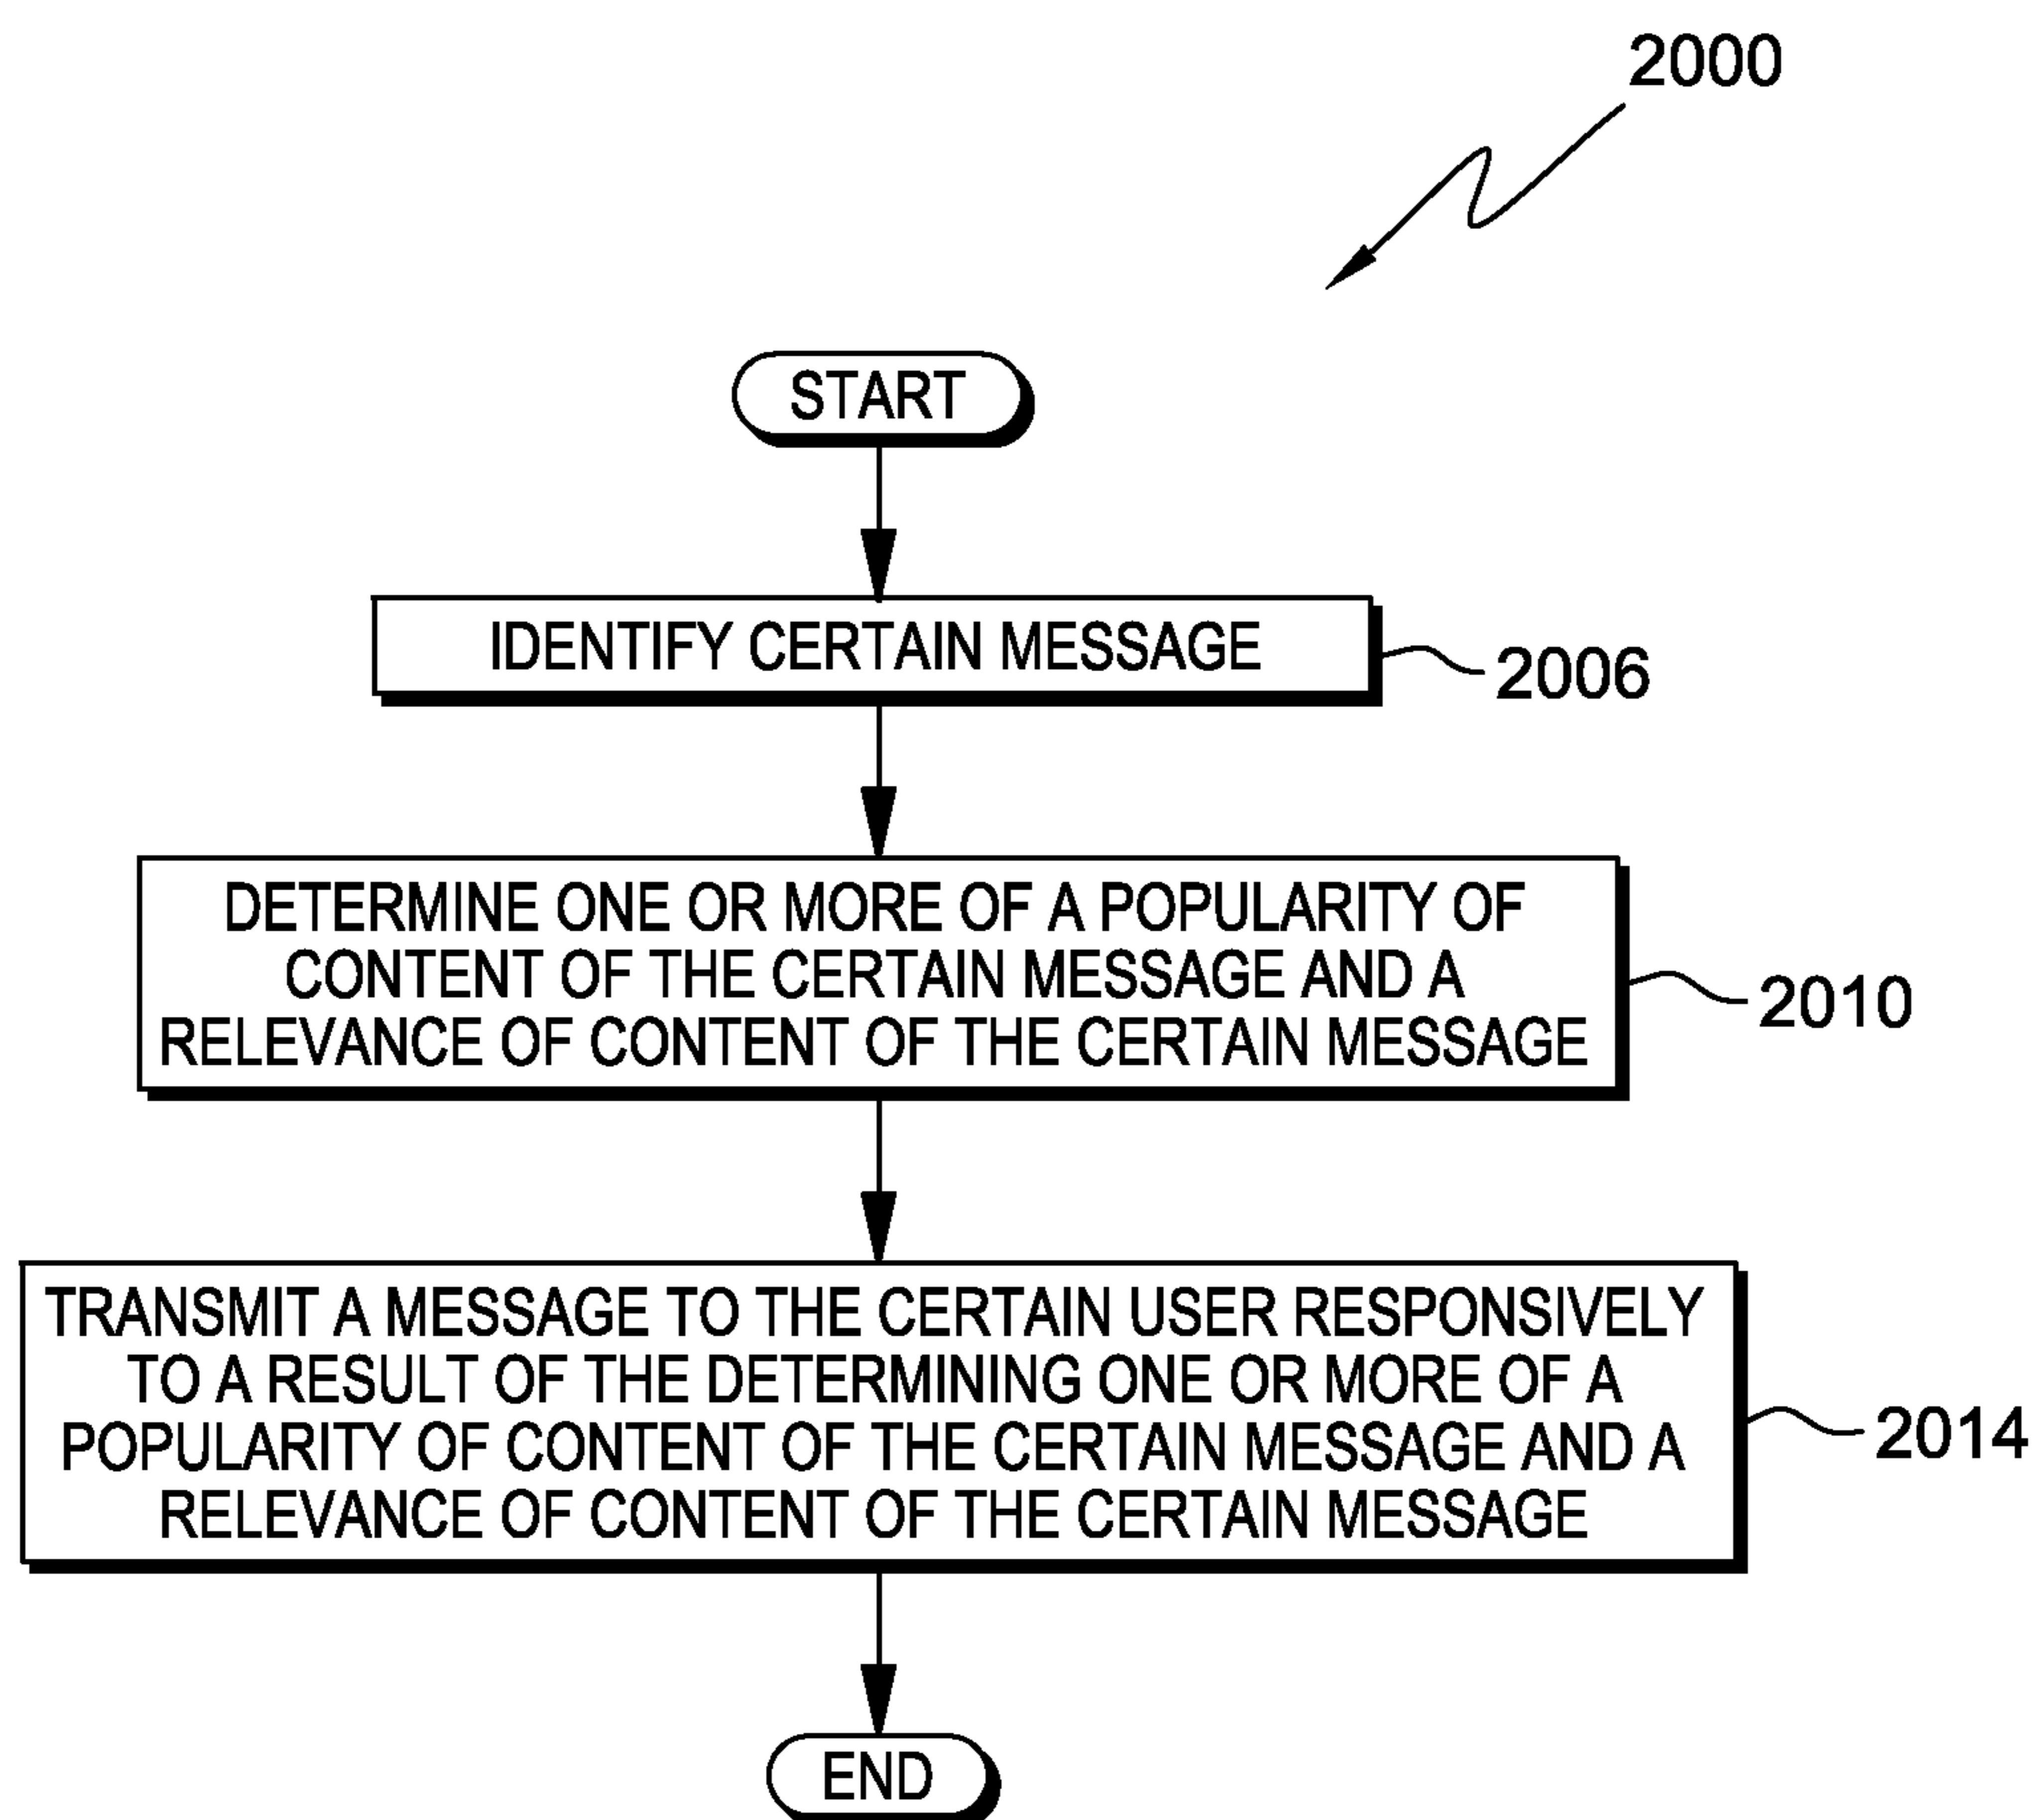 2000
START
IDENTIFY CERTAIN MESSAGE
2006
DETERMINE ONE OR MORE OF A POPULARITY OF
CONTENT OF THE CERTAIN MESSAGE AND A
RELEVANCE OF CONTENT OF THE CERTAIN MESSAGE
2010
TRANSMIT A MESSAGE TO THE CERTAIN USER RESPONSIVELY
TO A RESULT OF THE DETERMINING ONE OR MORE OF A
POPULARITY OF CONTENT OF THE CERTAIN MESSAGE AND A
RELEVANCE OF CONTENT OF THE CERTAIN MESSAGE
2014
END